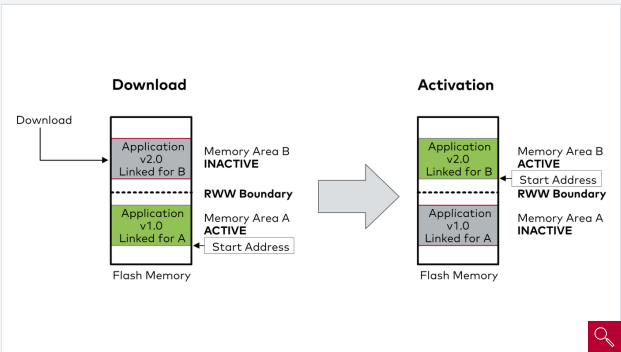 Download
Download
Application
v2.0
Linked for B
Memory Area B
INACTIVE
RWW Boundary
Application
v1.0
Linked for A
Memory Area A
ACTIVE
Start Address
Flash Memory
Activation
Application
v2.0
Linked for B
Memory Area B
ACTIVE
Start Address
RWW Boundary
Application
v1.0
Linked for A
Memory Area A
INACTIVE
Flash Memory